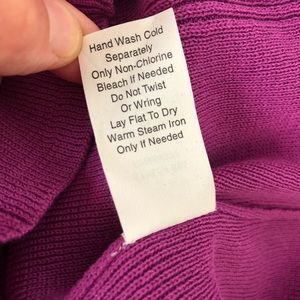 Hand Wash Cold
Separately
Only Non-Chlorine
Bleach If Needed
Do Not Twist
Or Wring
Lay Flat To Dry
Warm Steam Iron
Only If Needed